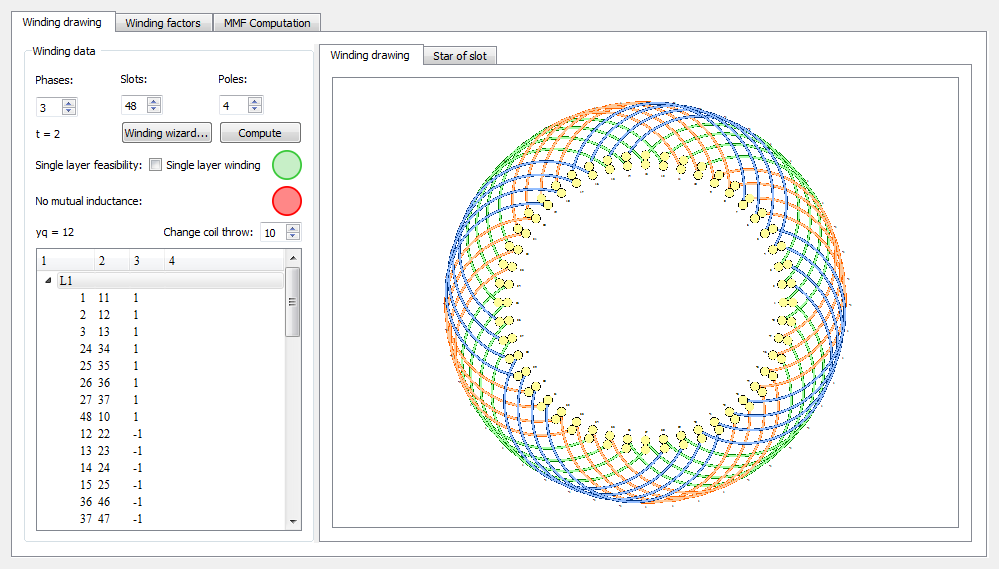 Winding drawing Winding factors MMF Computation
Winding data
Winding drawing Star of slot
Phases: Slots: Poles:
3 48 4
t = 2 Winding wizard... Compute
Single layer feasibility: Single layer winding
No mutual inductance:
yq = 12 Change coil throw: 10
1 2 3 4
L1
1 11 1
2 12 1
3 13 1
24 34 1
25 35 1
26 36 1
27 37 1
48 10 1
12 22 -1
13 23 -1
14 24 -1
15 25 -1
36 46 -1
37 47 -1